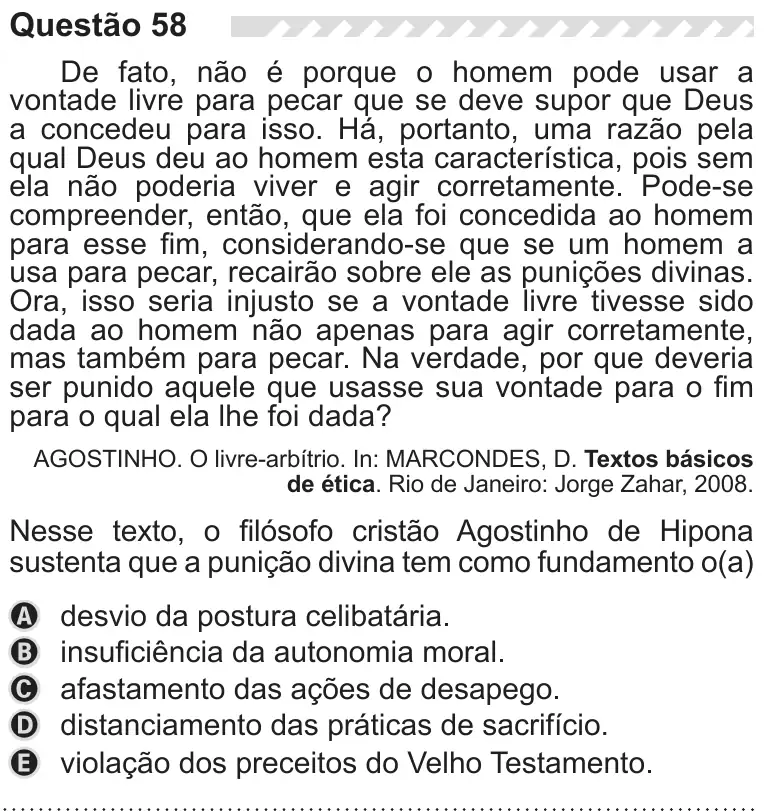 Questão 58
De fato, não é porque o homem pode usar a
vontade livre para pecar que se deve supor que Deus
a concedeu para isso. Há, portanto, uma razão pela
qual Deus deu ao homem esta característica, pois sem
ela não poderia viver e agir corretamente. Pode-se
compreender, então, que ela foi concedida ao homem
para esse fim, considerando-se que se um homem a
usa para pecar, recairão sobre ele as punições divinas.
Ora, isso seria injusto se a vontade livre tivesse sido
dada ao homem não apenas para agir corretamente,
mas também para pecar. Na verdade, por que deveria
ser punido aquele que usasse sua vontade para o fim
para o qual ela lhe foi dada?
AGOSTINHO. O livre-arbítrio. In: MARCONDES, D. Textos básicos
de ética. Rio de Janeiro: Jorge Zahar, 2008.
Nesse texto, o filósofo cristão Agostinho de Hipona
sustenta que a punição divina tem como fundamento o(a)
A desvio da postura celibatária.
B insuficiência da autonomia moral.
C afastamento das ações de desapego.
D distanciamento das práticas de sacrifício.
E violação dos preceitos do Velho Testamento.